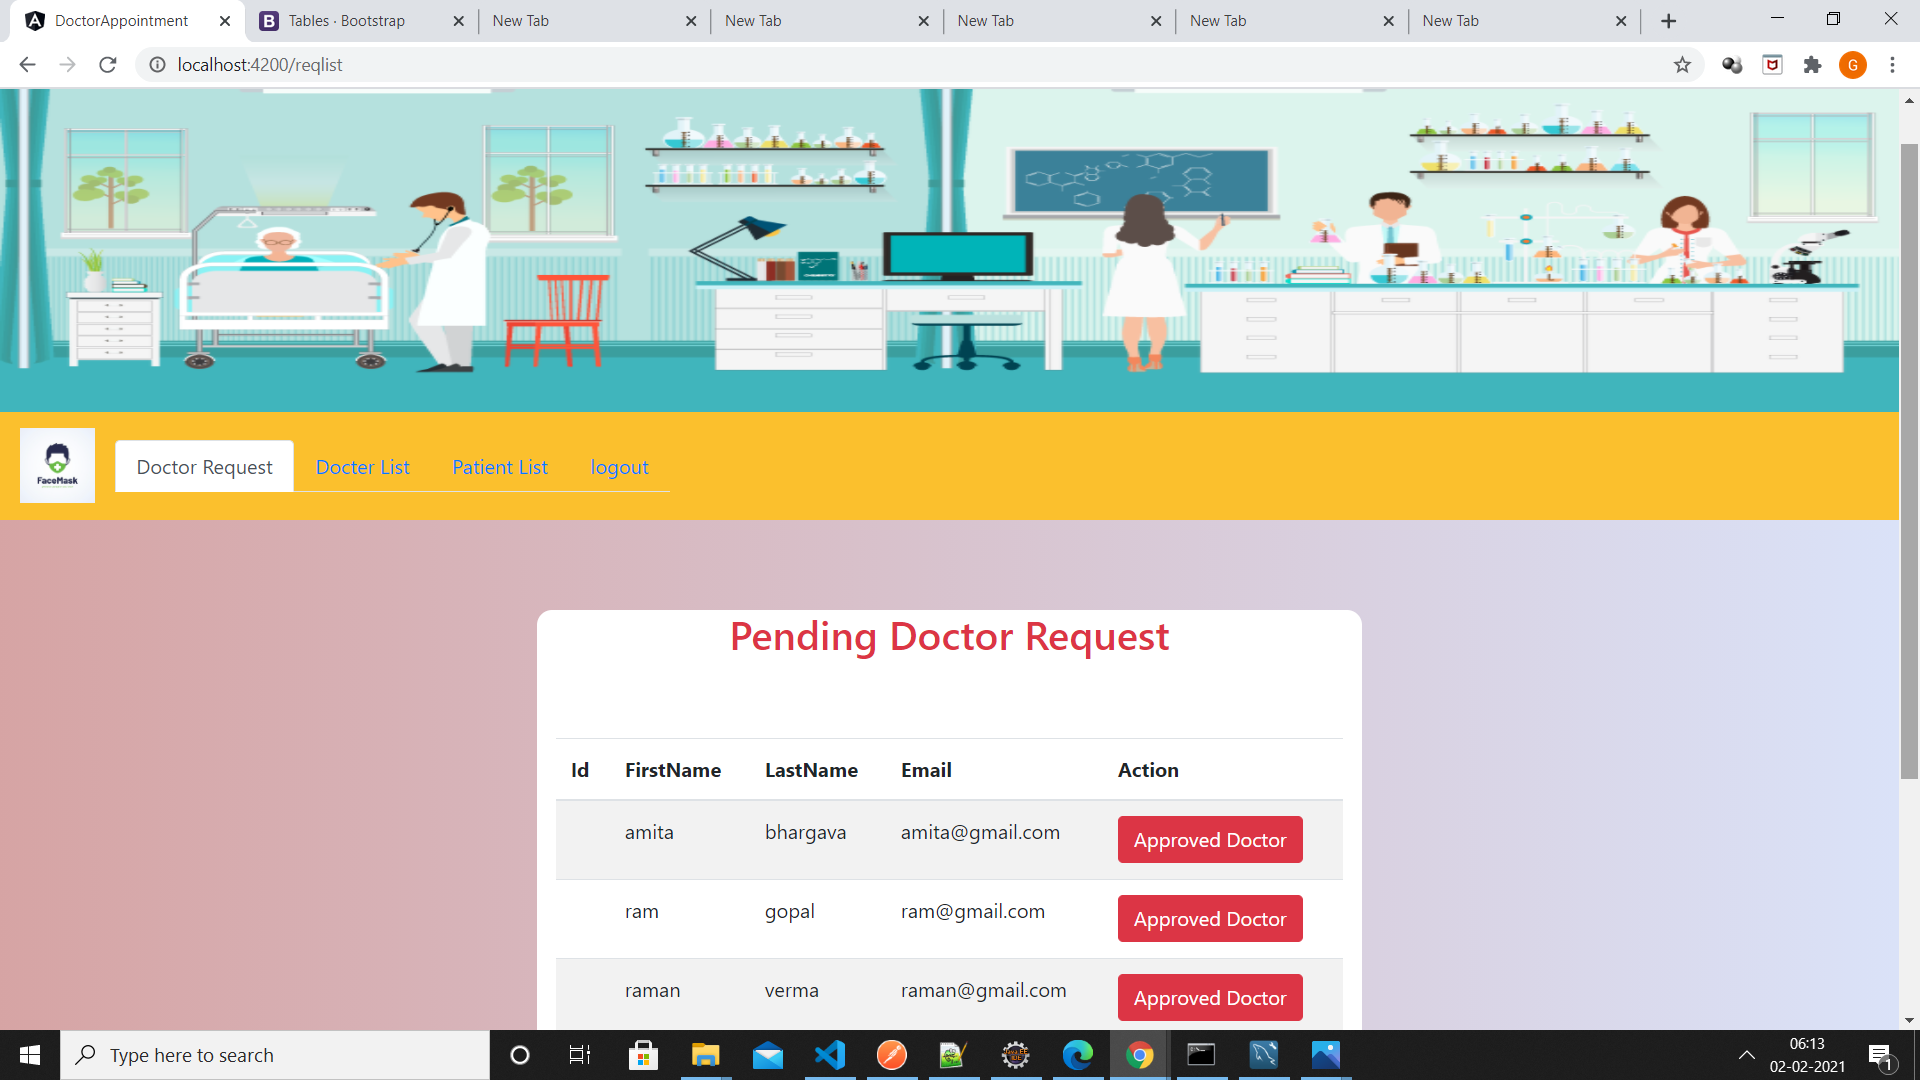 DoctorAppointment
Tables · Bootstrap
New Tab
New Tab
New Tab
New Tab
New Tab
localhost:4200/reqlist
G
FaceMask
Doctor Request
Docter List
Patient List
logout
Pending Doctor Request
Id FirstName LastName Email Action
amita bhargava amita@gmail.com Approved Doctor
ram gopal ram@gmail.com Approved Doctor
raman verma raman@gmail.com Approved Doctor
Type here to search
06:13
02-02-2021
1